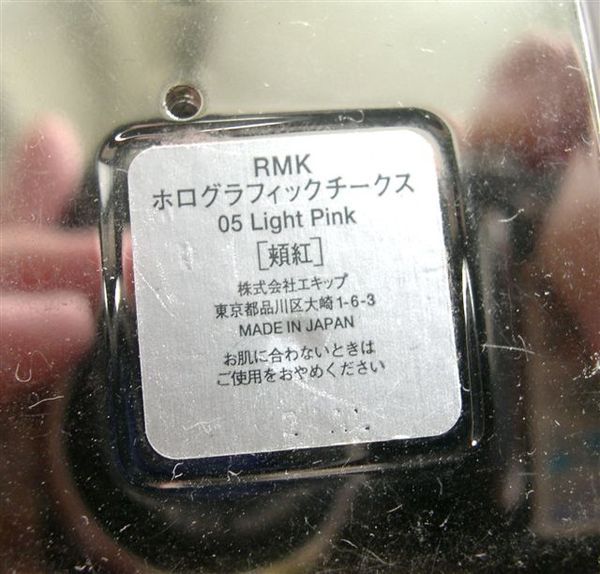 RMK
ホログラフィックチークス
05 Light Pink
［頬紅］
株式会社エキップ
東京都品川区大崎1-6-3
MADE IN JAPAN
お肌に合わないときは
ご使用をおやめください